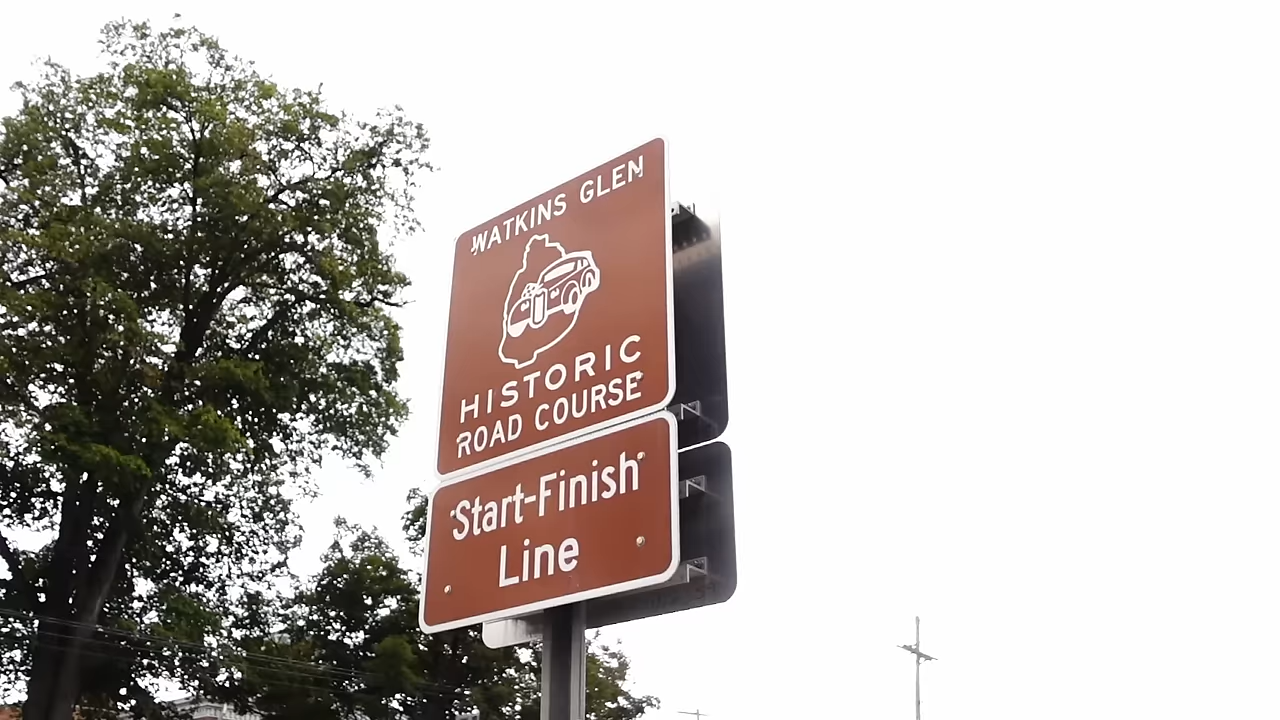 WATKINS GLEN
HISTORIC
ROAD COURSE
Start-Finish
Line